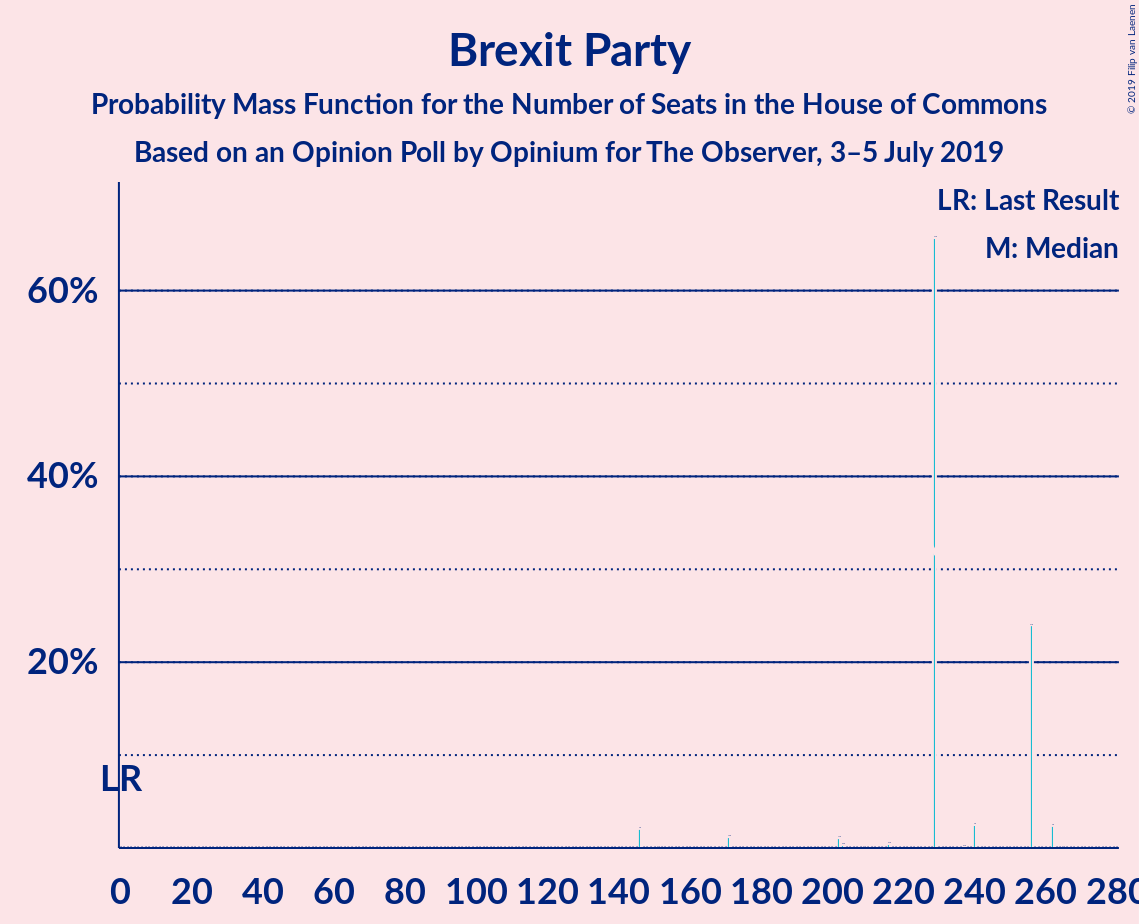 Brexit Party
Probability Mass Function for the Number of Seats in the House of Commons
Based on an Opinion Poll by Opinium for The Observer, 3–5 July 2019
© 2019 Filip van Laenen
LR: Last Result
M: Median
60%
40%
20%
LR
0 20 40 60 80 100 120 140 160 180 200 220 240 260 280